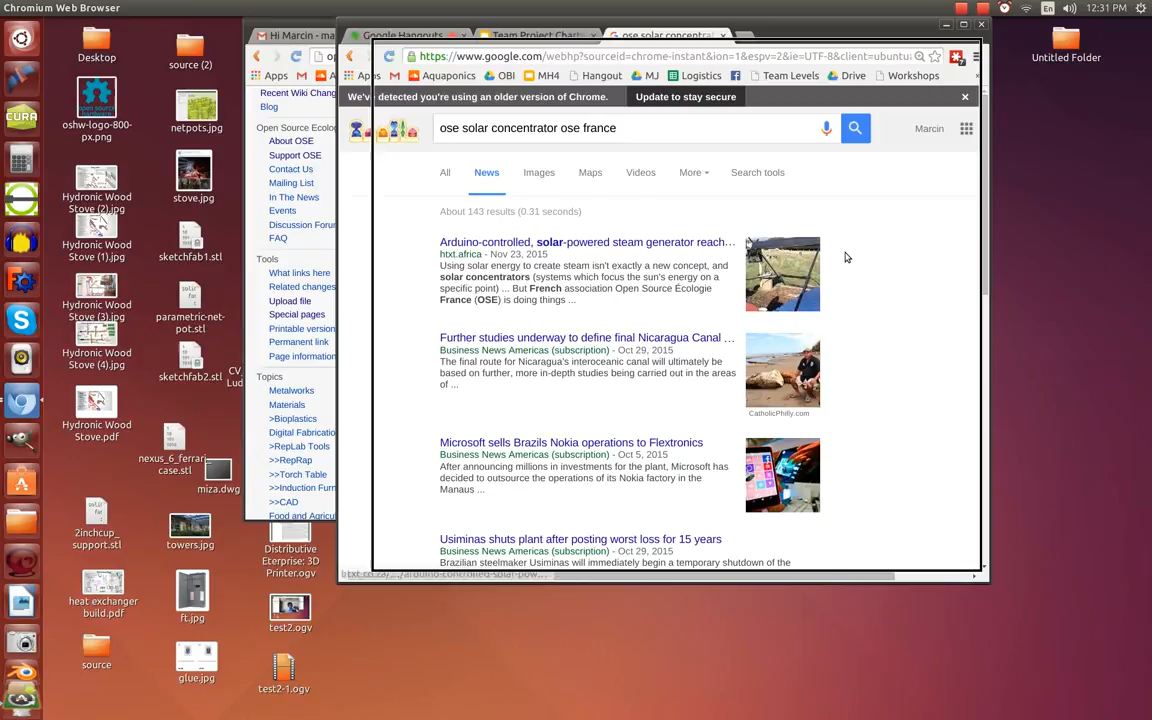 Chromium Web Browser
En
12:31 PM
Desktop
source (2)
oshw-logo-800-
px.png
netpots.jpg
Hydronic Wood
Stove (2).jpg
stove.jpg
Hydronic Wood
Stove (1).jpg
sketchfab1.stl
Hydronic Wood
Stove (3).jpg
parametric-net-
pot.stl
Hydronic Wood
Stove (4).jpg
sketchfab2.stl
Hydronic Wood
Stove.pdf
nexus_6_ferrari
case.stl
miza.dwg
2inchcup_
support.stl
towers.jpg
Distributive
Eterprise: 3D
Printer.ogv
heat exchanger
build.pdf
ft.jpg
test2.ogv
source
glue.jpg
test2-1.ogv
Untitled Folder
CURA
Hi Marcin - ma
Apps
Recent Wiki Chang
Blog
Open Source Ecolo
About OSE
Support OSE
Contact Us
Mailing List
In The News
Events
Discussion Foru
FAQ
Tools
What links here
Related changes
Upload file
Special pages
Printable version
Permanent link
Page information
Topics
Metalworks
Materials
>Bioplastics
Digital Fabricatio
>RepLab Tools
>>RepRap
>>Torch Table
>>Induction Furn
>>CAD
Food and Agricu
Google Hangouts
Team Project Chart
ose solar concentrat
https://www.google.com/webhp?sourceid=chrome-instant&ion=1&espv=2&ie=UTF-8&client=ubuntu
Apps
Aquaponics
OBI
MH4
Hangout
MJ
Logistics
Team Levels
Drive
Workshops
We've detected you're using an older version of Chrome.
Update to stay secure
ose solar concentrator ose france
Marcin
All
News
Images
Maps
Videos
More
Search tools
About 143 results (0.31 seconds)
Arduino-controlled, solar-powered steam generator reach...
htxt.africa - Nov 23, 2015
Using solar energy to create steam isn't exactly a new concept, and
solar concentrators (systems which focus the sun's energy on a
specific point) ... But French association Open Source Écologie
France (OSE) is doing things ...
Further studies underway to define final Nicaragua Canal ...
Business News Americas (subscription) - Oct 29, 2015
The final route for Nicaragua's interoceanic canal will ultimately be
based on further, more in-depth studies being carried out in the areas
of ...
CatholicPhilly.com
Microsoft sells Brazils Nokia operations to Flextronics
Business News Americas (subscription) - Oct 5, 2015
After announcing millions in investments for the plant, Microsoft has
decided to outsource the operations of its Nokia factory in the
Manaus ...
Usiminas shuts plant after posting worst loss for 15 years
Business News Americas (subscription) - Oct 29, 2015
Brazilian steelmaker Usiminas will immediately begin a temporary shutdown of the